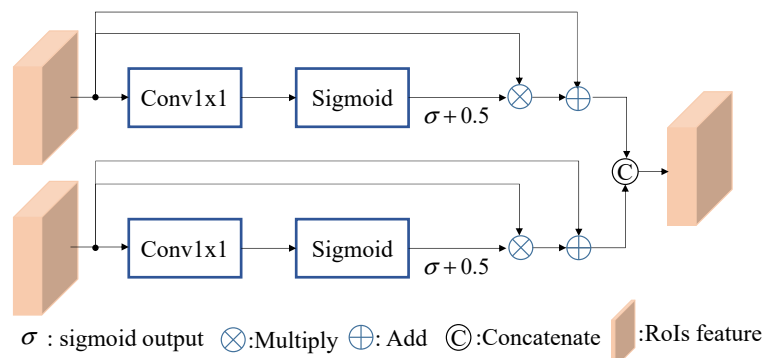 Conv1x1
Sigmoid
σ + 0.5
C
Conv1x1
Sigmoid
σ + 0.5
σ : sigmoid output :Multiply : Add C :Concatenate :RoIs feature